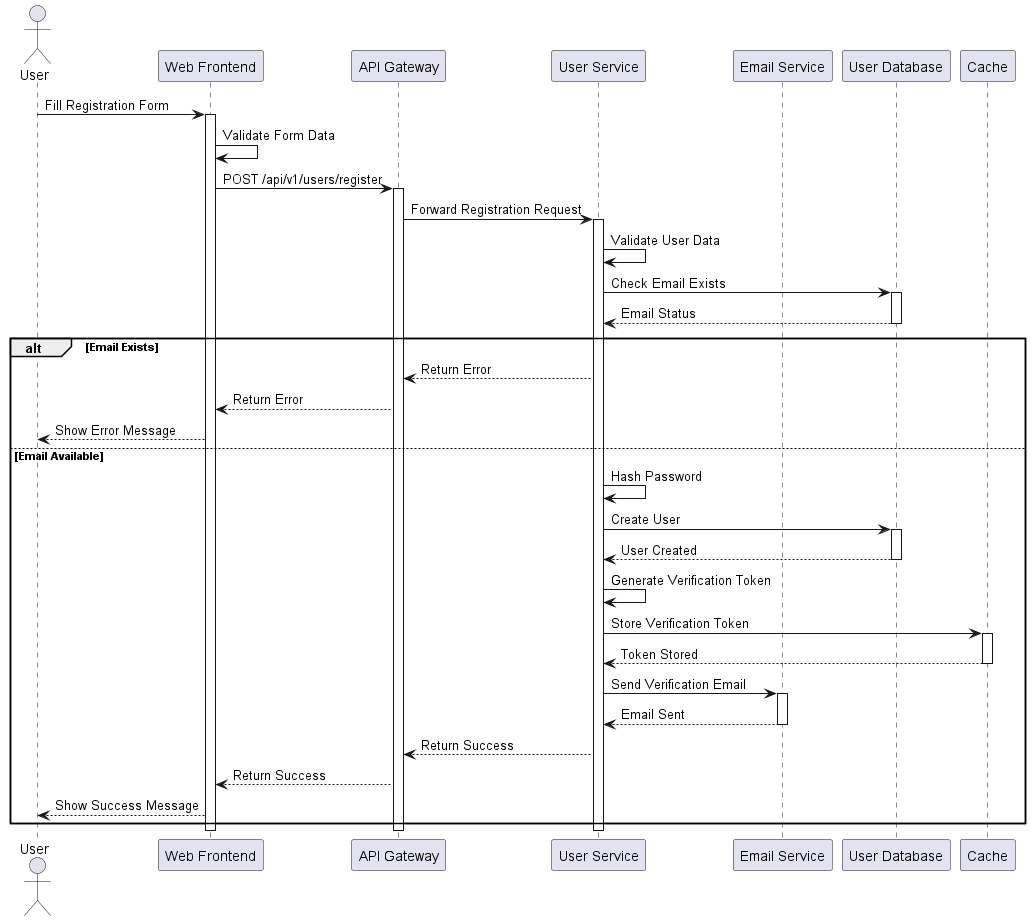 User
Web Frontend
API Gateway
User Service
Email Service
User Database
Cache
Fill Registration Form
Validate Form Data
POST /api/v1/users/register
Forward Registration Request
Validate User Data
Check Email Exists
Email Status
alt [Email Exists]
Return Error
Return Error
Show Error Message
[Email Available]
Hash Password
Create User
User Created
Generate Verification Token
Store Verification Token
Token Stored
Send Verification Email
Email Sent
Return Success
Return Success
Show Success Message
User
Web Frontend
API Gateway
User Service
Email Service
User Database
Cache